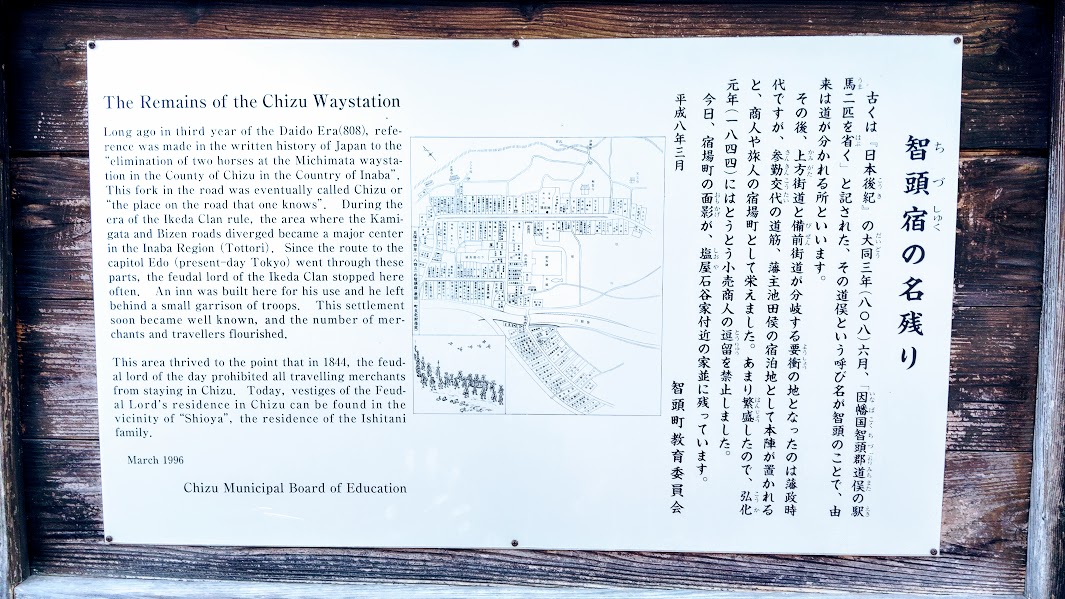 The Remains of the Chizu Waystation
Long ago in third year of the Daido Era(808), refe-
rence was made in the written history of Japan to the
"elimination of two horses at the Michimata waysta-
tion in the County of Chizu in the Country of Inaba".
This fork in the road was eventually called Chizu or
"the place on the road that one knows". During the
era of the Ikeda Clan rule, the area where the Kami-
gata and Bizen roads diverged became a major center
in the Inaba Region (Tottori). Since the route to the
capitol Edo (present-day Tokyo) went through these
parts, the feudal lord of the Ikeda Clan stopped here
often. An inn was built here for his use and he left
behind a small garrison of troops. This settlement
soon became well known, and the number of mer-
chants and travellers flourished.
This area thrived to the point that in 1844, the feud-
al lord of the day prohibited all travelling merchants
from staying in Chizu. Today, vestiges of the Feud-
al Lord's residence in Chizu can be found in the
vicinity of "Shioya", the residence of the Ishitani
family.
March 1996
Chizu Municipal Board of Education
智頭宿の名残り
古くは『日本後紀』の大同三年(八〇八)六月、「因幡国智頭郡道俣の駅
馬二匹を省く」と記された、その道俣という呼び名が智頭のことで、由
来は道が分かれる所といいます。
その後、上方街道と備前街道が分岐する要衝の地となったのは藩政時
代ですが、参勤交代の道筋、藩主池田侯の宿泊地として本陣が置かれる
と、商人や旅人の宿場町として栄えました。あまり繁盛したので、弘化
元年(一八四四)にはとうとう小売商人の逗留を禁止しました。
今日、宿場町の面影が、塩屋石谷家付近の家並に残っています。
平成八年三月
智頭町教育委員会